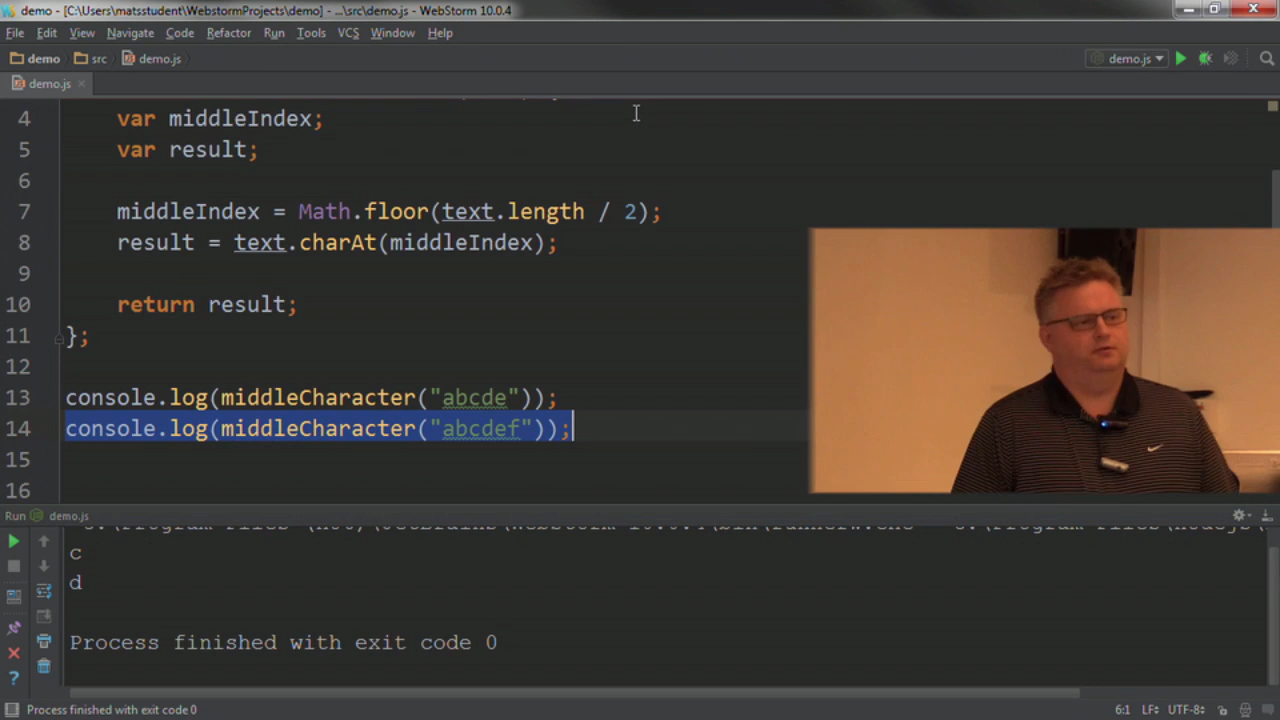 demo - [C:\Users\matsstudent\WebstormProjects\demo] - ...\src\demo.js - WebStorm 10.0.4
File Edit View Navigate Code Refactor Run Tools VCS Window Help
demo src demo.js demo.js
demo.js
4 var middleIndex;
5 var result;
6
7 middleIndex = Math.floor(text.length / 2);
8 result = text.charAt(middleIndex);
9
10 return result;
11 };
12
13 console.log(middleCharacter("abcde"));
14 console.log(middleCharacter("abcdef"));
15
16
Run demo.js
c
d
Process finished with exit code 0
Process finished with exit code 0 6:1 LF UTF-8